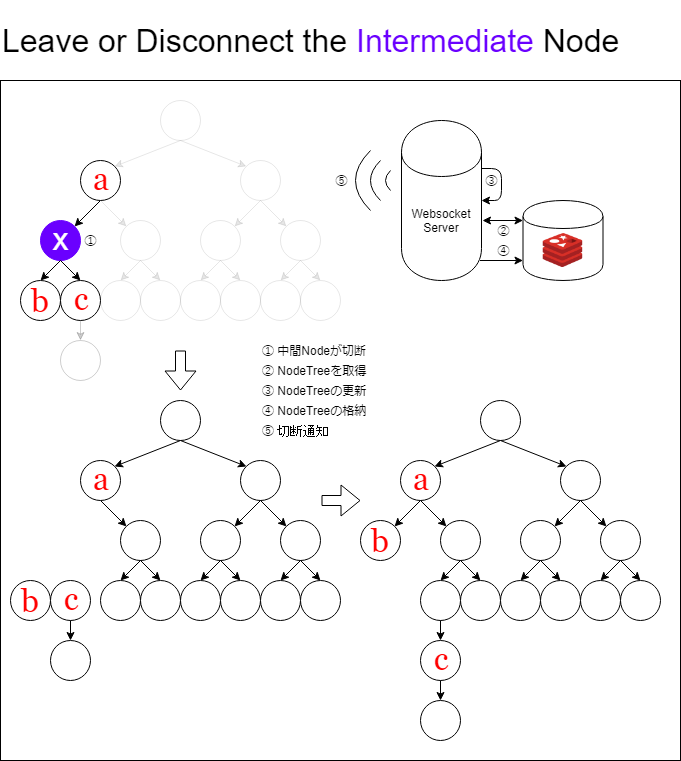 Leave or Disconnect the Intermediate Node
a
X ①
b c
⑤
③
Websocket
Server
②
④
① 中間Nodeが切断
② NodeTreeを取得
③ NodeTreeの更新
④ NodeTreeの格納
⑤ 切断通知
a
b c
a
b
c